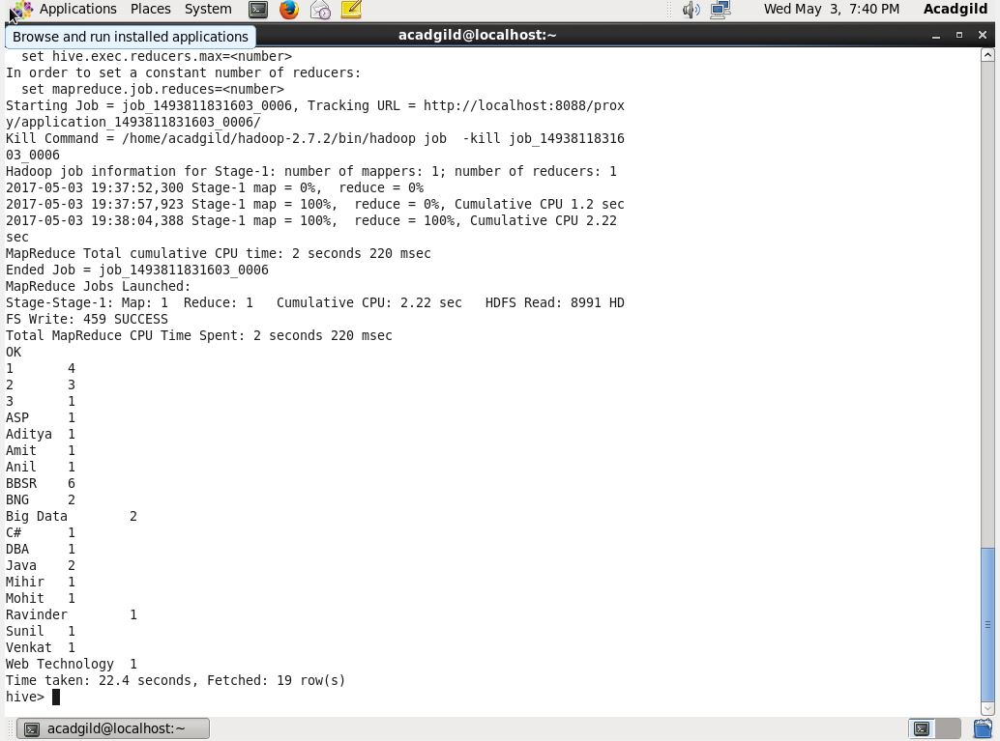 Applications Places System Wed May 3, 7:40 PM Acadgild
Browse and run installed applications
acadgild@localhost:~
set hive.exec.reducers.max=<number>
In order to set a constant number of reducers:
set mapreduce.job.reduces=<number>
Starting Job = job_1493811831603_0006, Tracking URL = http://localhost:8088/prox
y/application_1493811831603_0006/
Kill Command = /home/acadgild/hadoop-2.7.2/bin/hadoop job  -kill job_14938118316
03_0006
Hadoop job information for Stage-1: number of mappers: 1; number of reducers: 1
2017-05-03 19:37:52,300 Stage-1 map = 0%,  reduce = 0%
2017-05-03 19:37:57,923 Stage-1 map = 100%,  reduce = 0%, Cumulative CPU 1.2 sec
2017-05-03 19:38:04,388 Stage-1 map = 100%,  reduce = 100%, Cumulative CPU 2.22
sec
MapReduce Total cumulative CPU time: 2 seconds 220 msec
Ended Job = job_1493811831603_0006
MapReduce Jobs Launched:
Stage-Stage-1: Map: 1  Reduce: 1   Cumulative CPU: 2.22 sec   HDFS Read: 8991 HD
FS Write: 459 SUCCESS
Total MapReduce CPU Time Spent: 2 seconds 220 msec
OK
1	4
2	3
3	1
ASP	1
Aditya	1
Amit	1
Anil	1
BBSR	6
BNG	2
Big Data	2
C#	1
DBA	1
Java	2
Mihir	1
Mohit	1
Ravinder	1
Sunil	1
Venkat	1
Web Technology	1
Time taken: 22.4 seconds, Fetched: 19 row(s)
hive>
acadgild@localhost:~